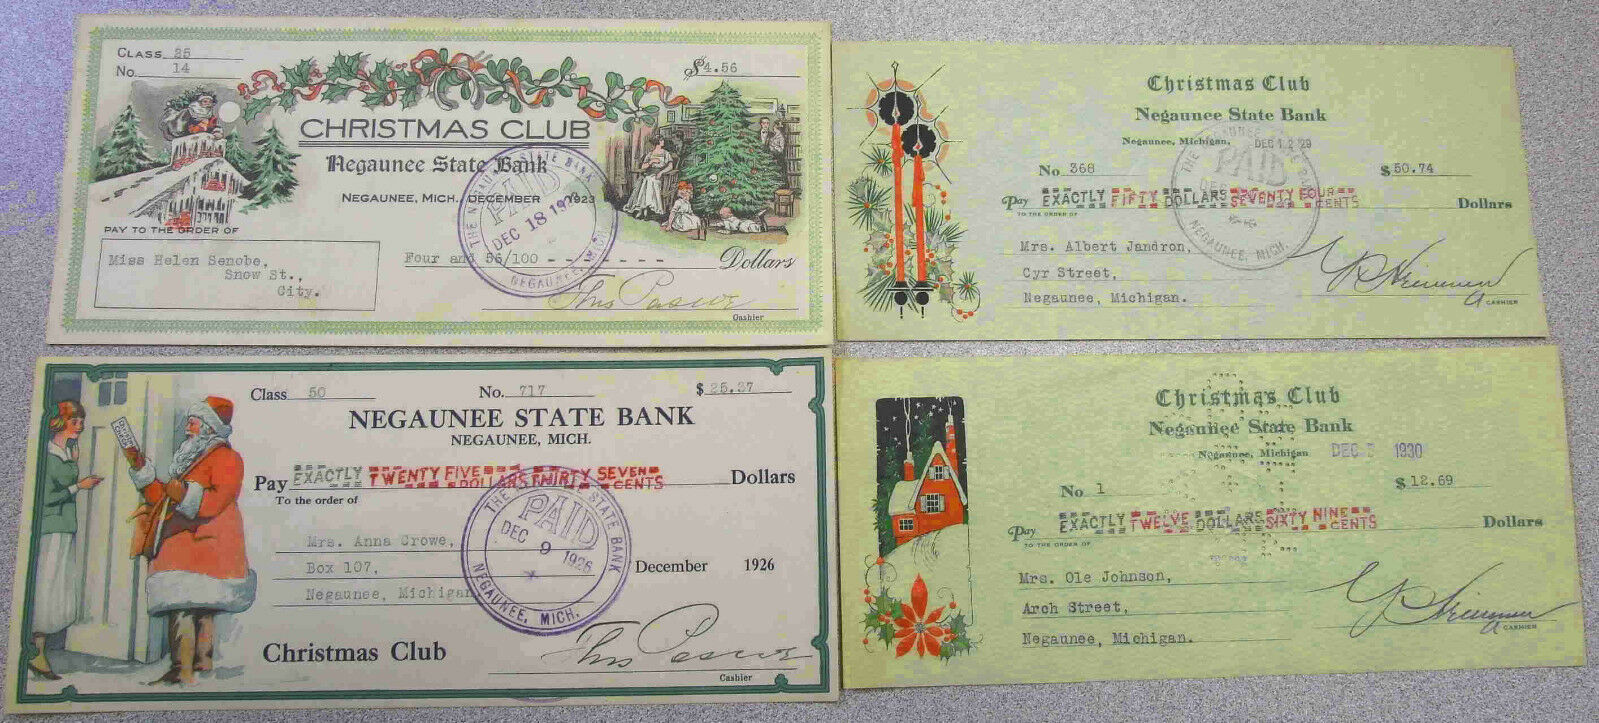 CLASS 25
No. 14
$4.56
CHRISTMAS CLUB
Negaunee State Bank
NEGAUNEE, MICH. DECEMBER 1923
PAY TO THE ORDER OF
Miss Helen Senobe,
Snow St.,
City.
Four and 56/100 - - - - - - - Dollars
Cashier
PAID
DEC 18
Christmas Club
Negaunee State Bank
Negaunee, Michigan, DEC 12 '29
No. 368
$ 50.74
Pay EXACTLY FIFTY DOLLARS SEVENTY FOUR CENTS Dollars
TO THE ORDER OF
Mrs. Albert Jandron,
Cyr Street,
Negaunee, Michigan.
CASHIER
PAID
NEGAUNEE, MICH.
Class 50
No. 717
$ 25.37
NEGAUNEE STATE BANK
NEGAUNEE, MICH.
Pay EXACTLY TWENTY FIVE DOLLARS THIRTY SEVEN CENTS Dollars
To the order of
Mrs. Anna Crowe,
Box 107,
Negaunee, Michigan
December 1926
Christmas Club
Cashier
THE NEGAUNEE STATE BANK
PAID
DEC 9 1926
NEGAUNEE, MICH.
Christmas Club
Negaunee State Bank
Negaunee, Michigan DEC 1930
No 1
$ 12.69
Pay EXACTLY TWELVE DOLLARS SIXTY NINE CENTS Dollars
TO THE ORDER OF
Mrs. Ole Johnson,
Arch Street,
Negaunee, Michigan.
CASHIER